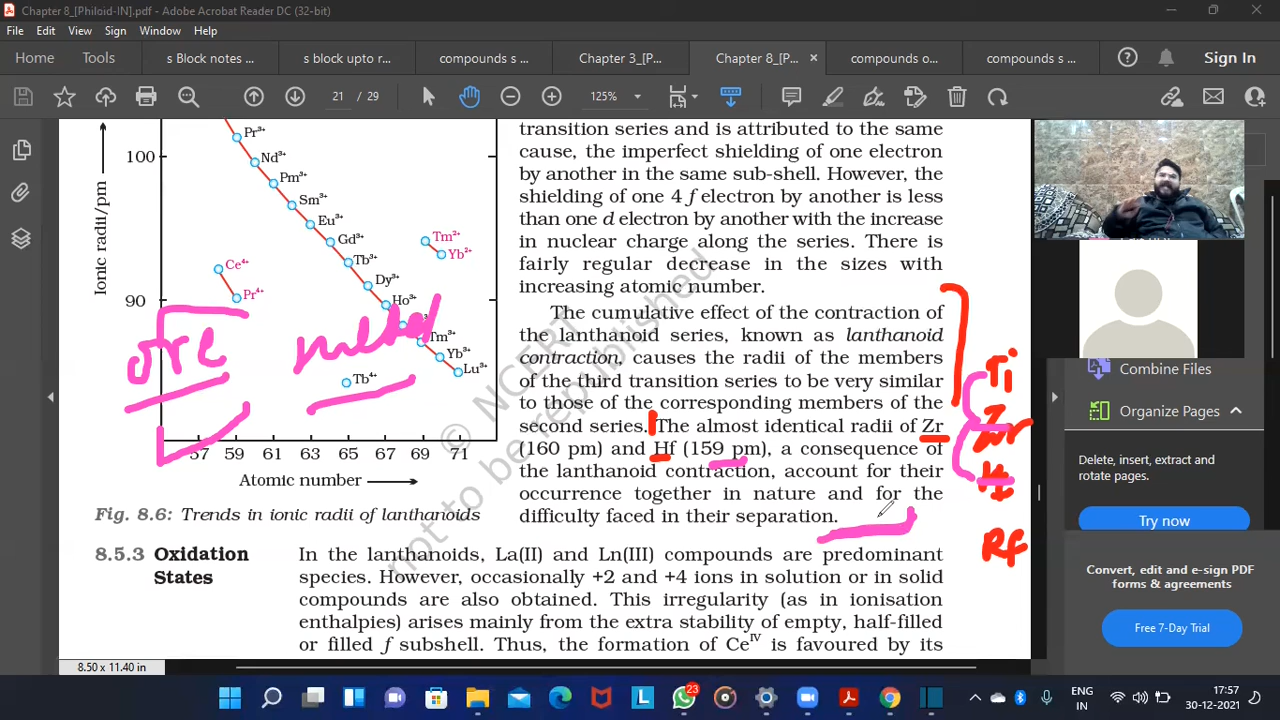 Chapter 8_[Philoid-IN].pdf - Adobe Acrobat Reader DC (32-bit)
File Edit View Sign Window Help
Home Tools s Block notes ... s block upto r... compounds s ... Chapter 3_[P... Chapter 8_[P... × compounds o... compounds s ... Sign In
21 / 29 125%
transition series and is attributed to the same
cause, the imperfect shielding of one electron
by another in the same sub-shell. However, the
shielding of one 4 f electron by another is less
than one d electron by another with the increase
in nuclear charge along the series. There is
fairly regular decrease in the sizes with
increasing atomic number.
The cumulative effect of the contraction of
the lanthanoid series, known as lanthanoid
contraction, causes the radii of the members
of the third transition series to be very similar
to those of the corresponding members of the
second series. The almost identical radii of Zr
(160 pm) and Hf (159 pm), a consequence of
the lanthanoid contraction, account for their
occurrence together in nature and for the
difficulty faced in their separation.
Ionic radii/pm
100
90
Pr³⁺
Nd³⁺
Pm³⁺
Sm³⁺
Eu³⁺
Gd³⁺
Tb³⁺
Dy³⁺
Ho³⁺
Tm³⁺
Yb³⁺
Lu³⁺
Tm²⁺
Yb²⁺
Ce⁴⁺
Pr⁴⁺
Tb⁴⁺
ore metal
57 59 61 63 65 67 69 71
Atomic number
Fig. 8.6: Trends in ionic radii of lanthanoids
Ti
Zr
Hf
Rf
© NCERT
not to be republished
8.5.3 Oxidation
States
In the lanthanoids, La(II) and Ln(III) compounds are predominant
species. However, occasionally +2 and +4 ions in solution or in solid
compounds are also obtained. This irregularity (as in ionisation
enthalpies) arises mainly from the extra stability of empty, half-filled
or filled f subshell. Thus, the formation of Ceᴵⱽ is favoured by its
8.50 x 11.40 in
Combine Files
Organize Pages
Delete, insert, extract and
rotate pages.
Try now
Convert, edit and e-sign PDF
forms & agreements
Free 7-Day Trial
23
ENG
IN
17:57
30-12-2021